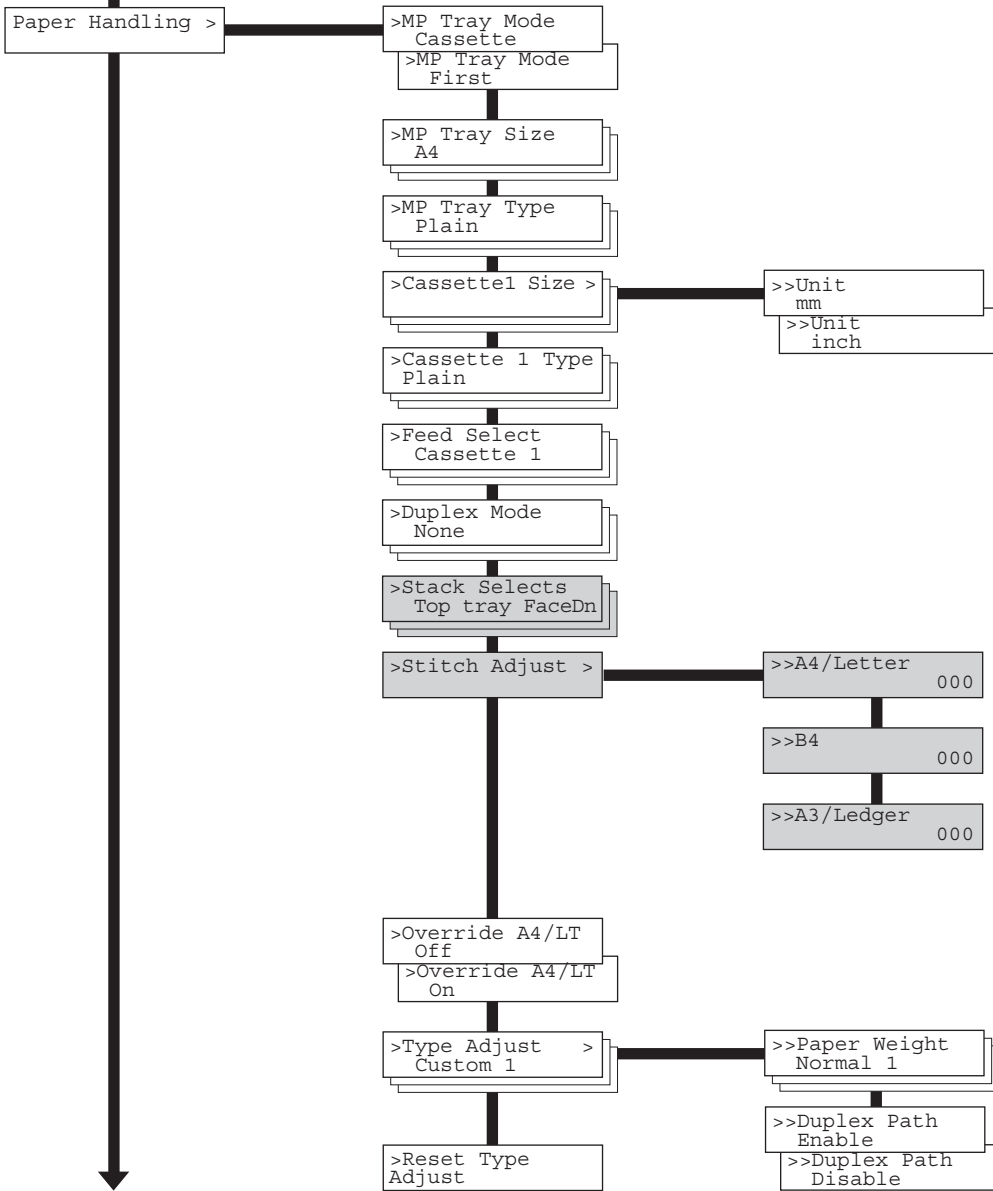 Paper Handling >
>MP Tray Mode
Cassette
>MP Tray Mode
First
>MP Tray Size
A4
>MP Tray Type
Plain
>Cassette1 Size >
>>Unit
mm
>>Unit
inch
>Cassette 1 Type
Plain
>Feed Select
Cassette 1
>Duplex Mode
None
>Stack Selects
Top tray FaceDn
>Stitch Adjust >
>>A4/Letter
000
>>B4
000
>>A3/Ledger
000
>Override A4/LT
Off
>Override A4/LT
On
>Type Adjust >
Custom 1
>>Paper Weight
Normal 1
>>Duplex Path
Enable
>>Duplex Path
Disable
>Reset Type
Adjust